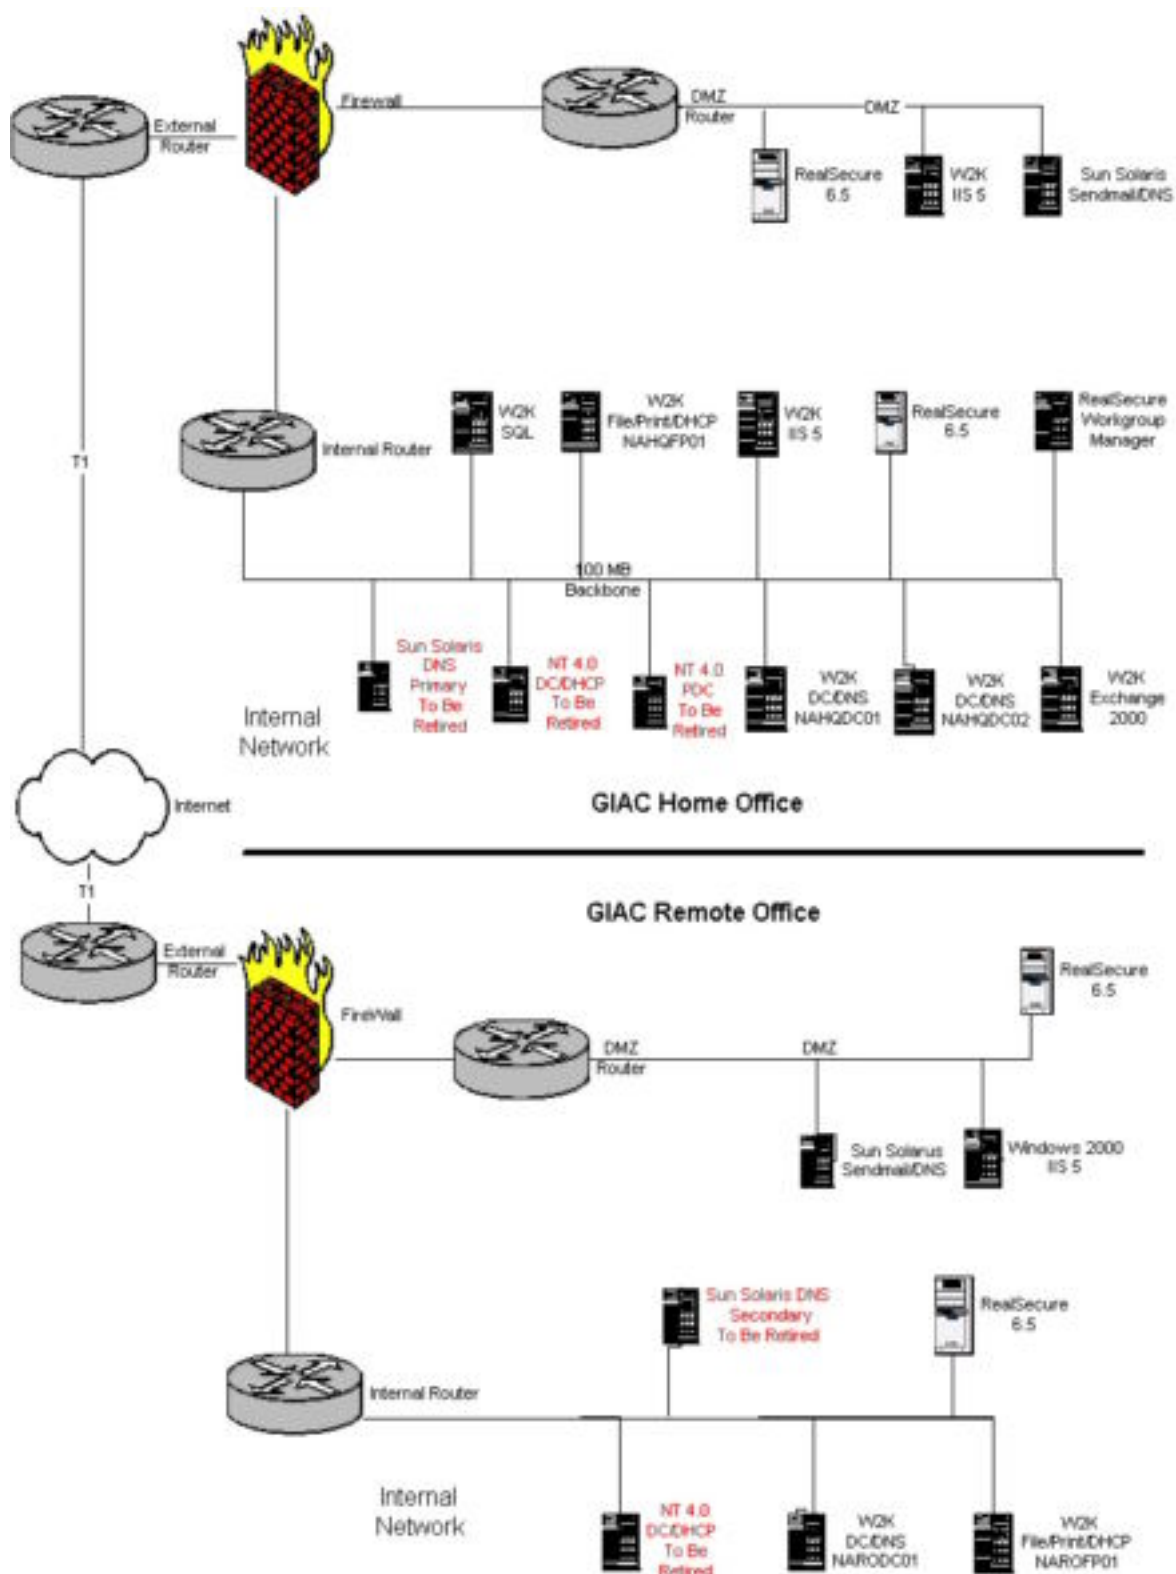 Firewall
DMZ
Router
DMZ
External
Router
RealSecure
6.5
W2K
IIS 5
Sun Solaris
Sendmail/DNS
W2K
SQL
W2K
File/Print/DHCP
NAHQFP01
W2K
IIS 5
RealSecure
6.5
RealSecure
Workgroup
Manager
Internal Router
T1
100 MB
Backbone
Sun Solaris
DNS
Primary
To Be
Retired
NT 4.0
DC/DHCP
To Be
Retired
NT 4.0
PDC
To Be
Retired
W2K
DC/DNS
NAHQDC01
W2K
DC/DNS
NAHQDC02
W2K
Exchange
2000
Internal
Network
Internet
GIAC Home Office
T1
GIAC Remote Office
External
Router
FireWall
DMZ
Router
DMZ
RealSecure
6.5
Sun Solarus
Sendmail/DNS
Windows 2000
IIS 5
Sun Solaris DNS
Secondary
To Be Retired
RealSecure
6.5
Internal Router
Internal
Network
NT 4.0
DC/DHCP
To Be
Retired
W2K
DC/DNS
NARODC01
W2K
File/Print/DHCP
NAROFP01